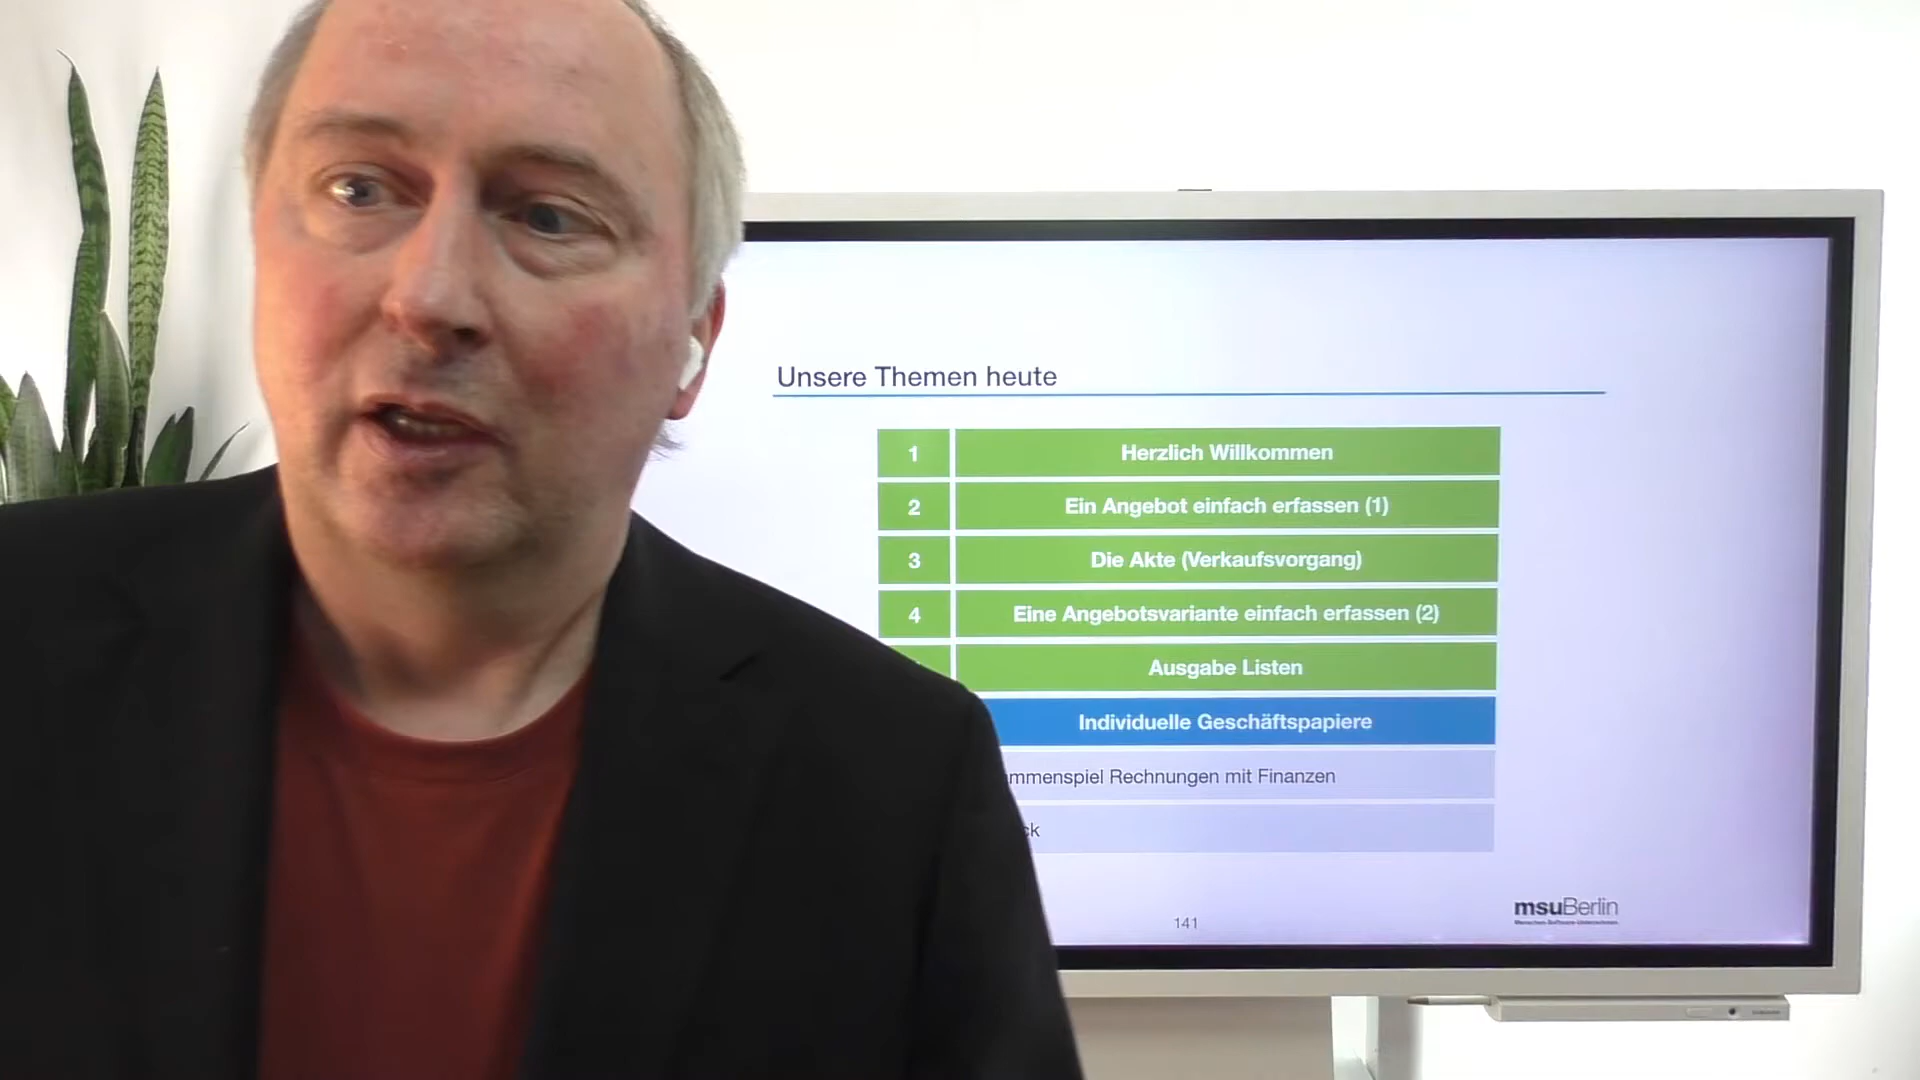 Unsere Themen heute
1 Herzlich Willkommen
2 Ein Angebot einfach erfassen (1)
3 Die Akte (Verkaufsvorgang)
4 Eine Angebotsvariante einfach erfassen (2)
Ausgabe Listen
Individuelle Geschäftspapiere
mmenspiel Rechnungen mit Finanzen
ck
141
msuBerlin